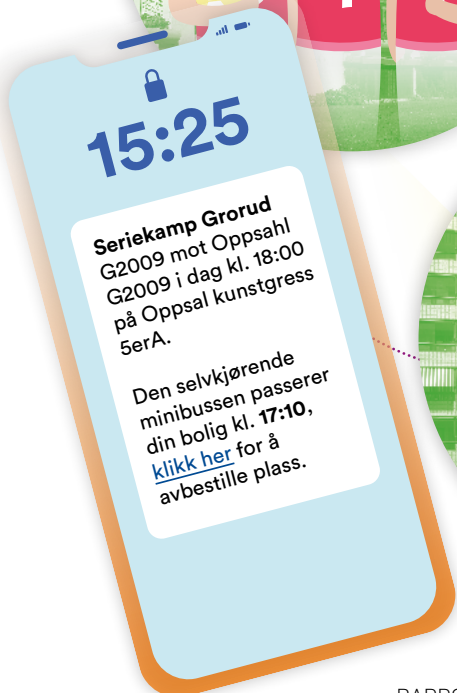 15:25
Seriekamp Grorud
G2009 mot Oppsahl
G2009 i dag kl. 18:00
på Oppsal kunstgress
5erA.
Den selvkjørende
minibussen passerer
din bolig kl. 17:10,
klikk her for å
avbestille plass.